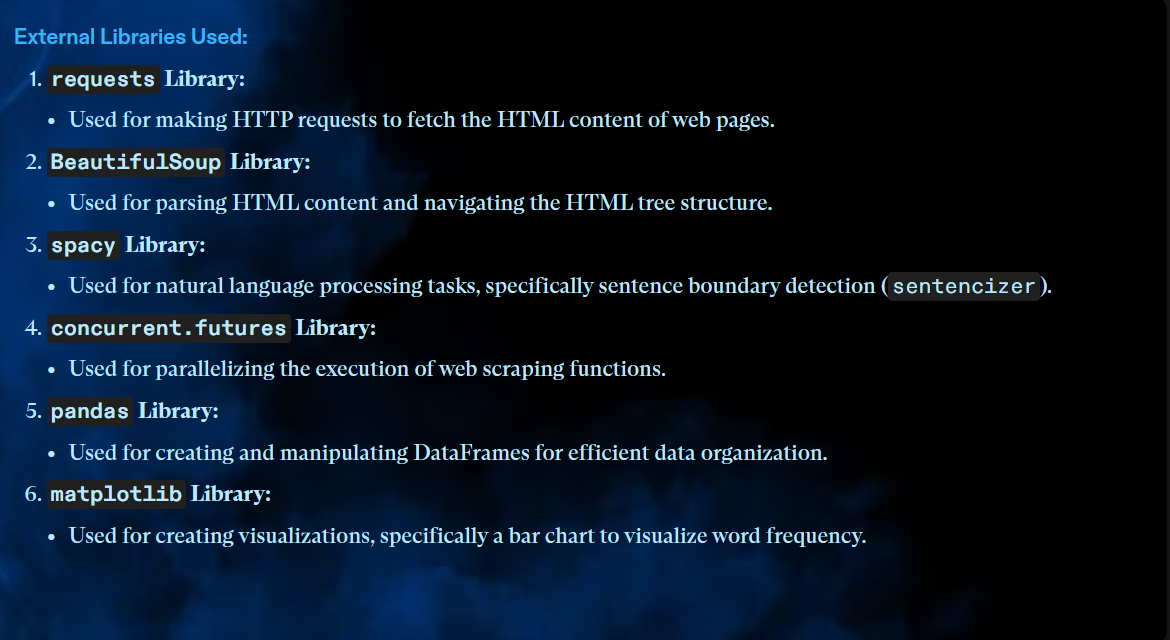 External Libraries Used:
1. requests Library:
• Used for making HTTP requests to fetch the HTML content of web pages.
2. BeautifulSoup Library:
• Used for parsing HTML content and navigating the HTML tree structure.
3. spacy Library:
• Used for natural language processing tasks, specifically sentence boundary detection (sentencizer).
4. concurrent.futures Library:
• Used for parallelizing the execution of web scraping functions.
5. pandas Library:
• Used for creating and manipulating DataFrames for efficient data organization.
6. matplotlib Library:
• Used for creating visualizations, specifically a bar chart to visualize word frequency.